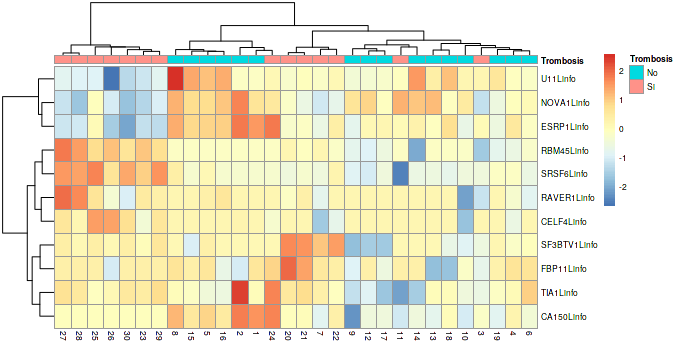 Trombosis
Trombosis
No
SI
2
1
0
-1
-2
U11Linfo
NOVA1Linfo
ESRP1Linfo
RBM45Linfo
SRSF6Linfo
RAVER1Linfo
CELF4Linfo
SF3BTV1Linfo
FBP11Linfo
TIA1Linfo
CA150Linfo
27 28 25 26 30 23 29 8 15 5 16 2 1 24 20 21 7 22 9 12 17 11 14 13 18 10 3 19 4 6